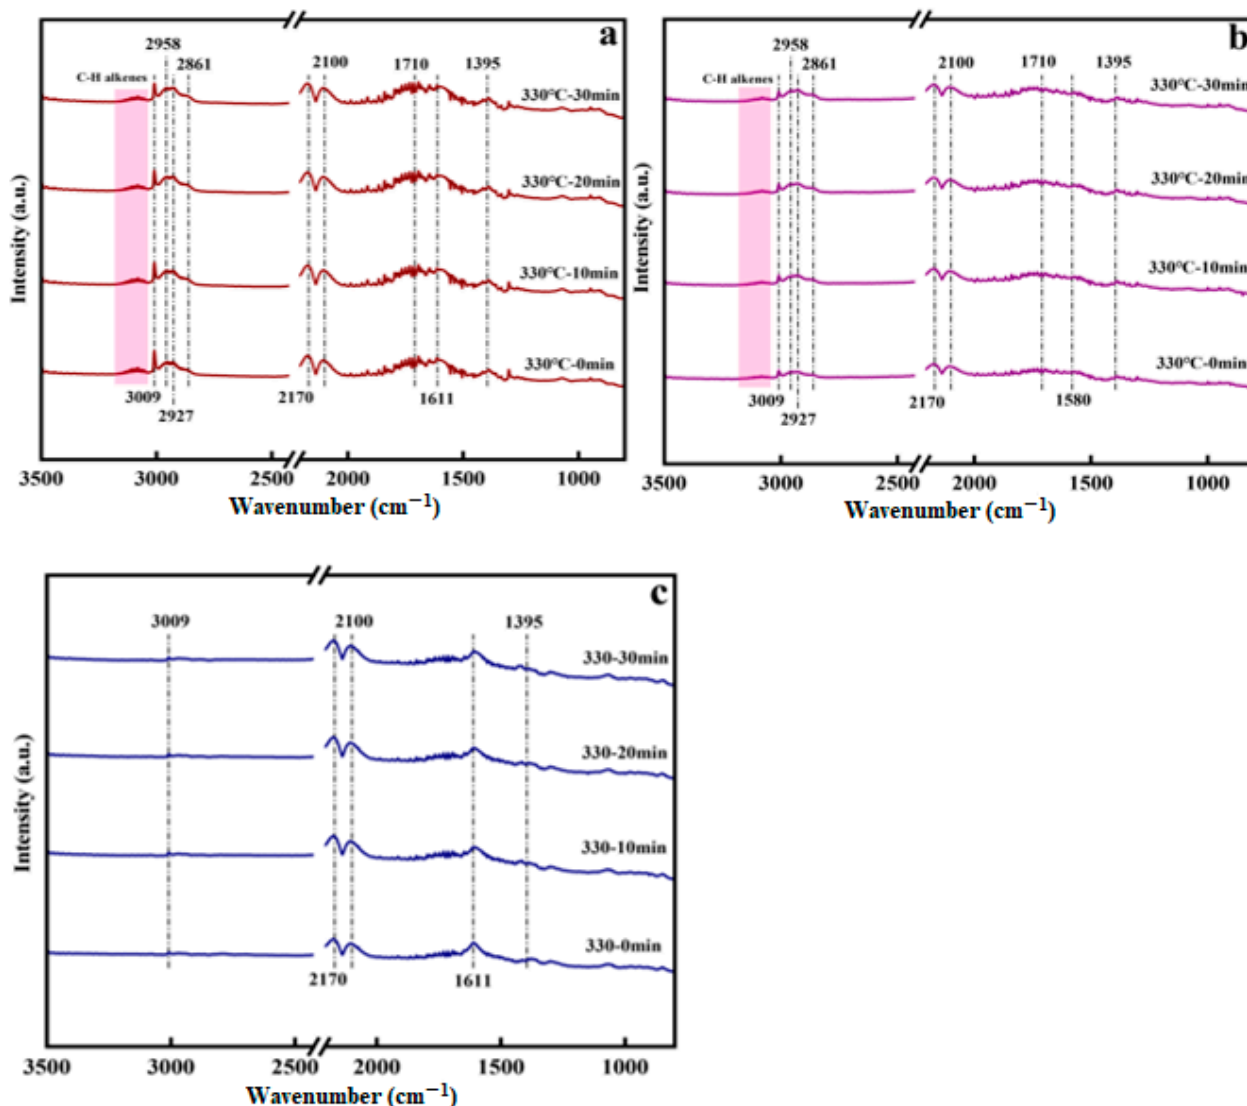 a
2958
2861
2100
1710
1395
C-H alkenes
330°C-30min
330°C-20min
330°C-10min
330°C-0min
3009
2927
2170
1611
Intensity (a.u.)
3500 3000 2500 2000 1500 1000
Wavenumber (cm−1)
b
2958
2861
2100
1710
1395
C-H alkenes
330°C-30min
330°C-20min
330°C-10min
330°C-0min
3009
2927
2170
1580
Intensity (a.u.)
3500 3000 2500 2000 1500 1000
Wavenumber (cm−1)
c
3009
2100
1395
330-30min
330-20min
330-10min
330-0min
2170
1611
Intensity (a.u.)
3500 3000 2500 2000 1500 1000
Wavenumber (cm−1)